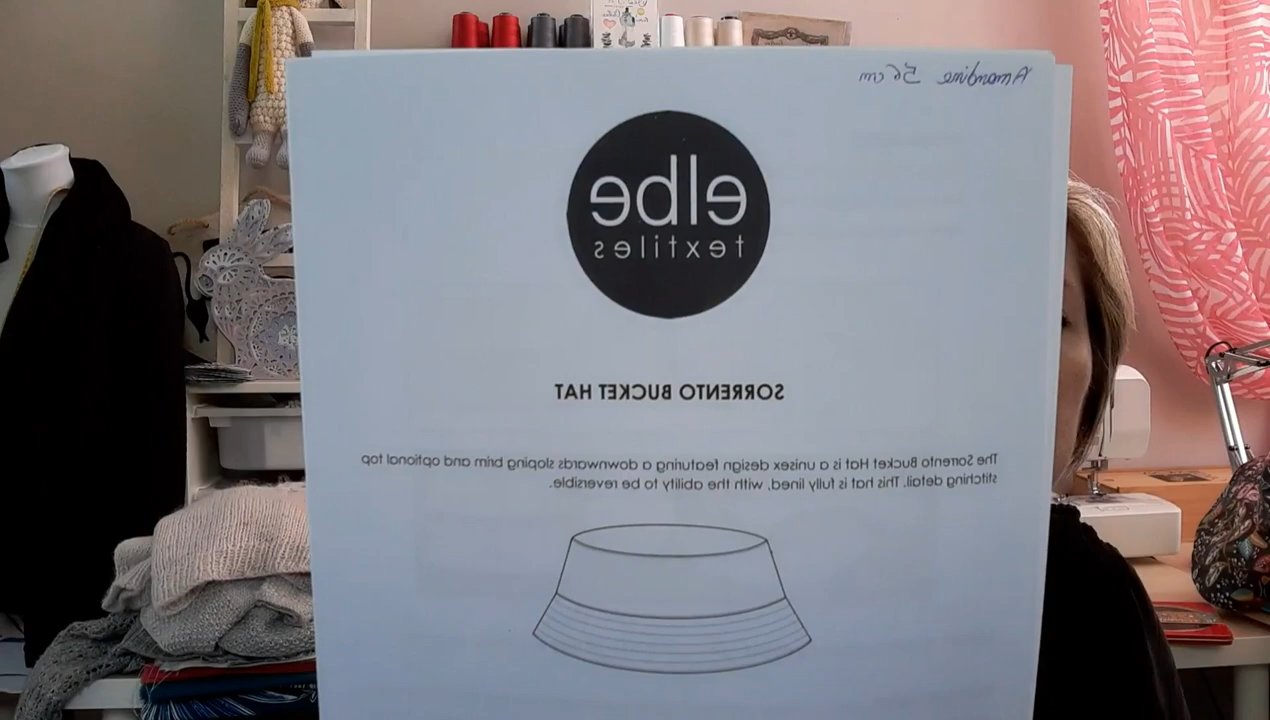 Amandine 56 cm
elbe
textiles
SORRENTO BUCKET HAT
The Sorrento Bucket Hat is a unisex design featuring a downwards sloping brim and optional top
stitching detail. This hat is fully lined, with the ability to be reversible.